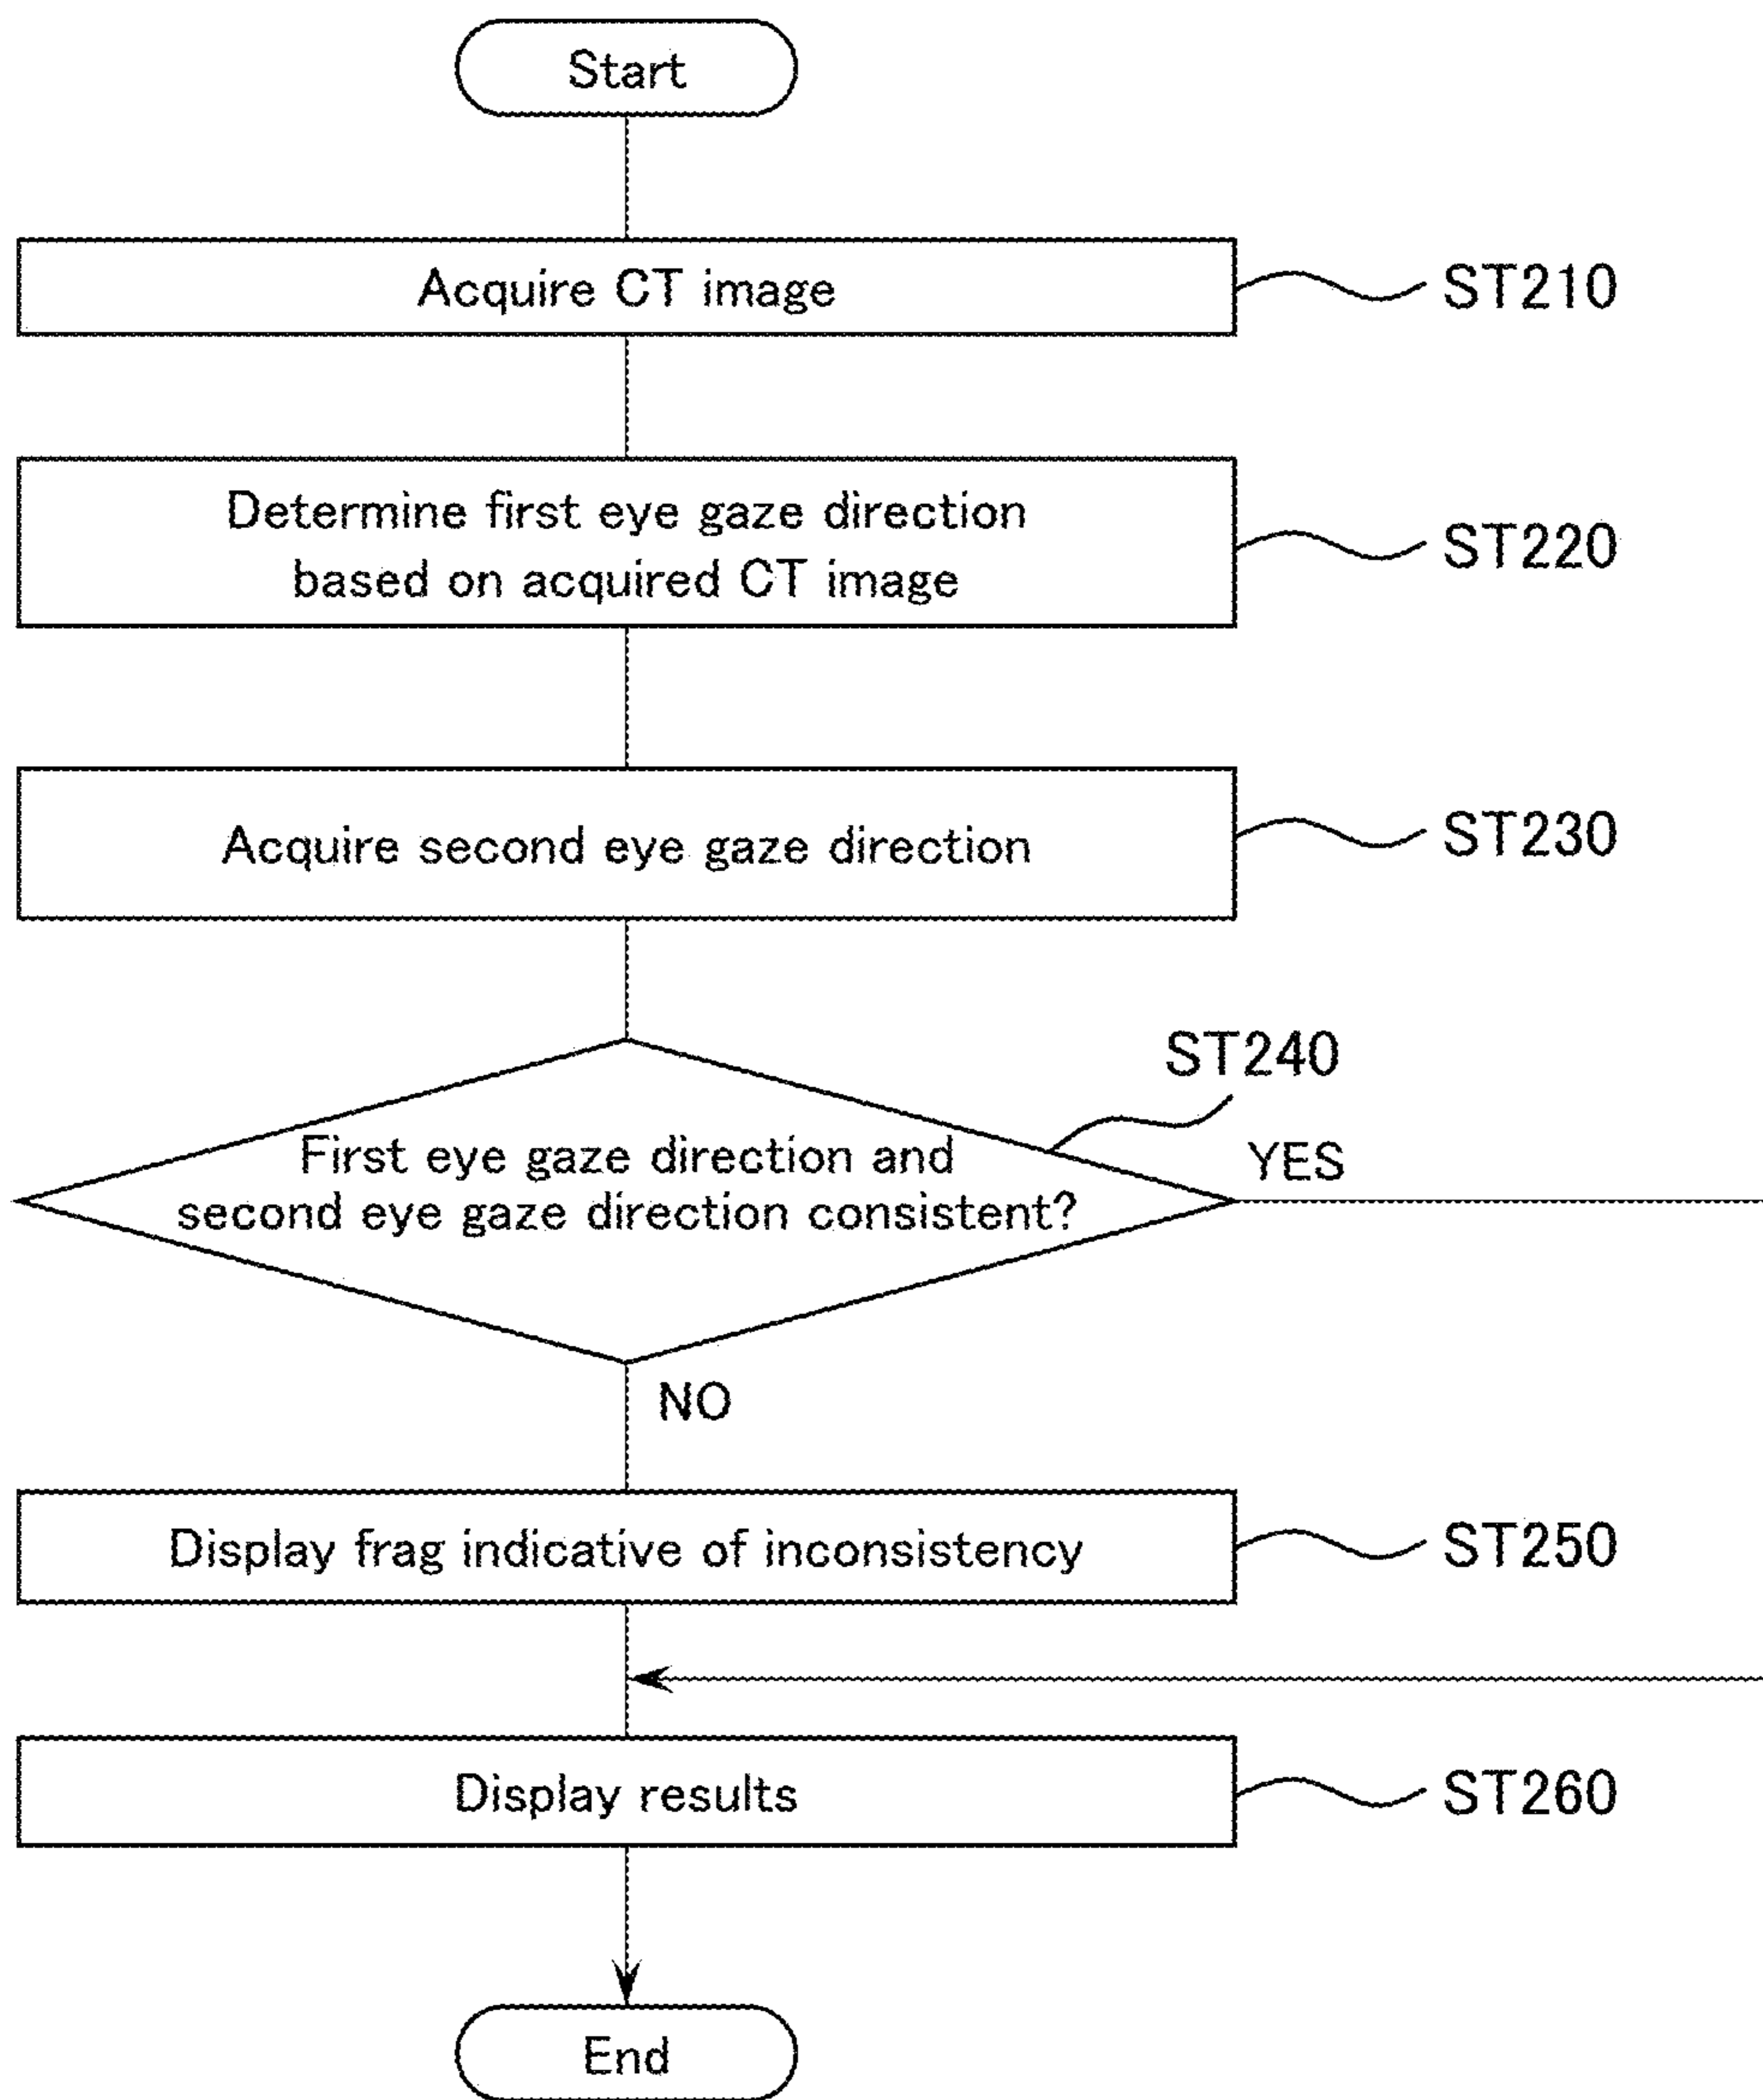 Start
Acquire CT image
ST210
Determine first eye gaze direction
based on acquired CT image
ST220
Acquire second eye gaze direction
ST230
ST240
First eye gaze direction and
second eye gaze direction consistent?
YES
NO
Display frag indicative of inconsistency
ST250
Display results
ST260
End